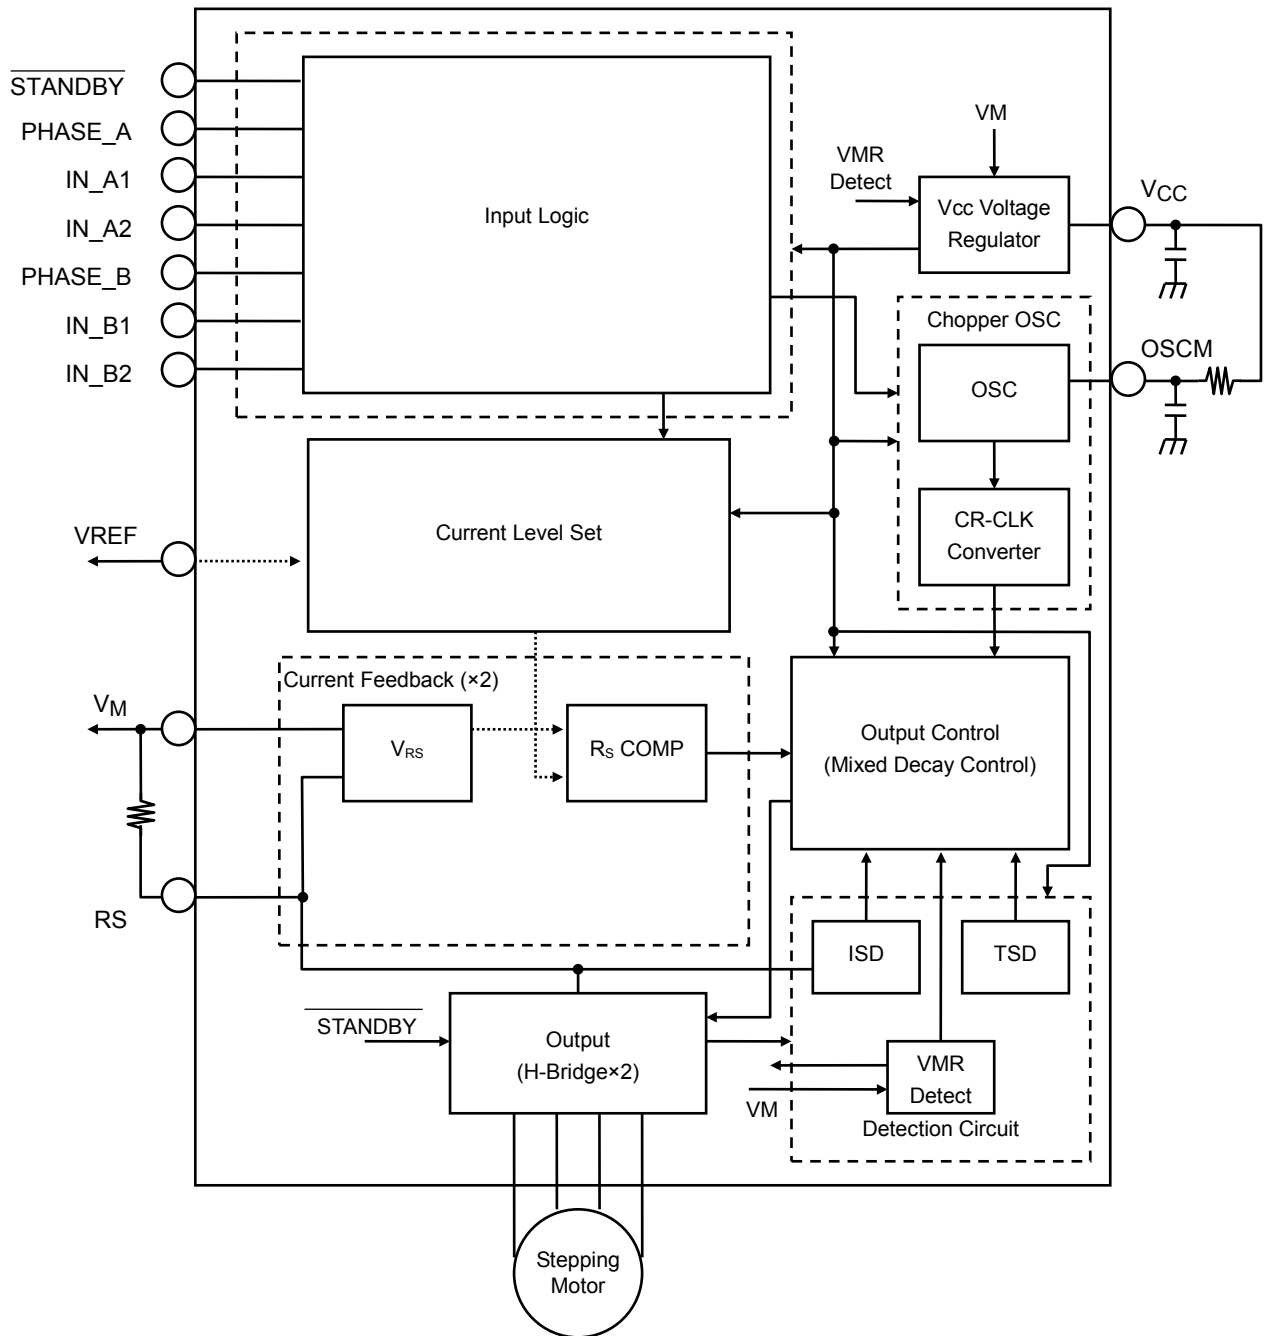 STANDBY
PHASE_A
IN_A1
IN_A2
PHASE_B
IN_B1
IN_B2
Input Logic
VM
VMR
Detect
Vcc Voltage
Regulator
VCC
Chopper OSC
OSC
OSCM
CR-CLK
Converter
VREF
Current Level Set
Current Feedback (×2)
VM
VRS
RS COMP
Output Control
(Mixed Decay Control)
RS
ISD
TSD
STANDBY
Output
(H-Bridge×2)
VMR
Detect
VM
Detection Circuit
Stepping
Motor